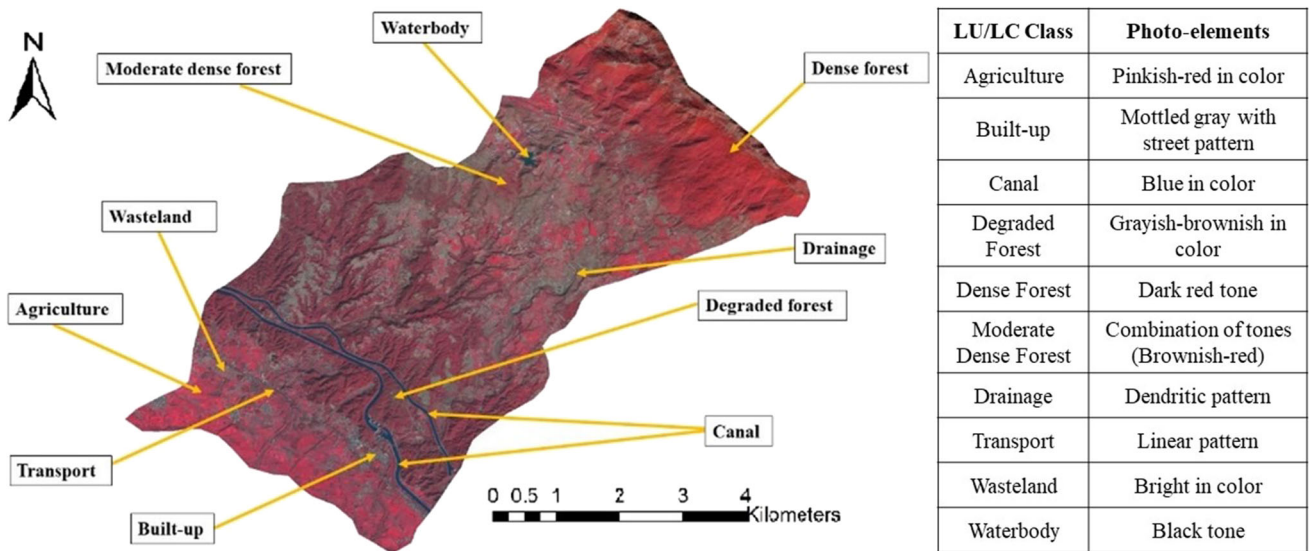 N
Waterbody
Moderate dense forest
Dense forest
Wasteland
Drainage
Agriculture
Degraded forest
Transport
Canal
Built-up
0 0.5 1 2 3 4
Kilometers
LU/LC Class Photo-elements
Agriculture Pinkish-red in color
Built-up Mottled gray with
street pattern
Canal Blue in color
Degraded
Forest
Grayish-brownish in
color
Dense Forest Dark red tone
Moderate
Dense Forest
Combination of tones
(Brownish-red)
Drainage Dendritic pattern
Transport Linear pattern
Wasteland Bright in color
Waterbody Black tone